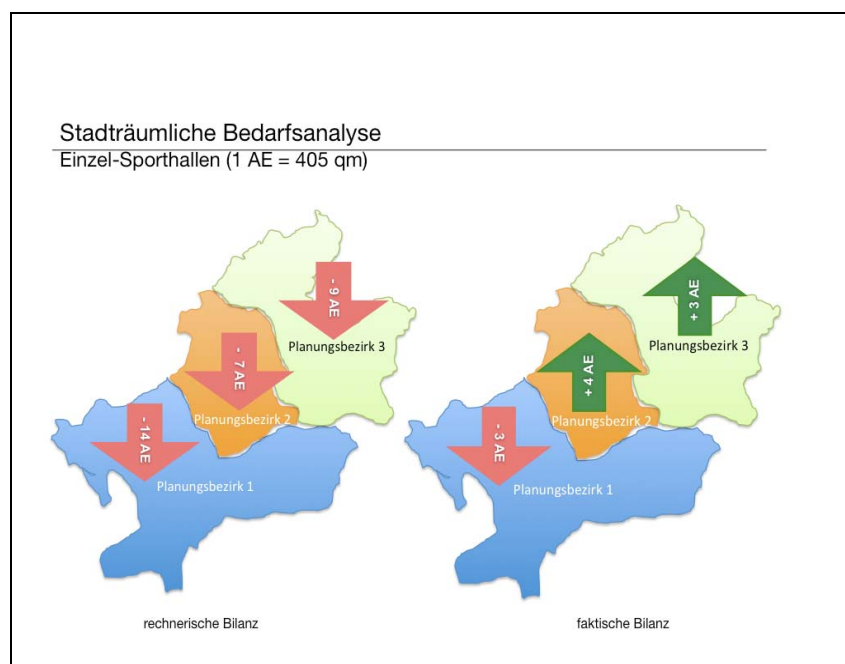 Stadträumliche Bedarfsanalyse
Einzel-Sporthallen (1 AE = 405 qm)
- 9 AE
Planungsbezirk 3
- 7 AE
Planungsbezirk 2
- 14 AE
Planungsbezirk 1
rechnerische Bilanz
+ 3 AE
Planungsbezirk 3
+ 4 AE
Planungsbezirk 2
- 3 AE
Planungsbezirk 1
faktische Bilanz